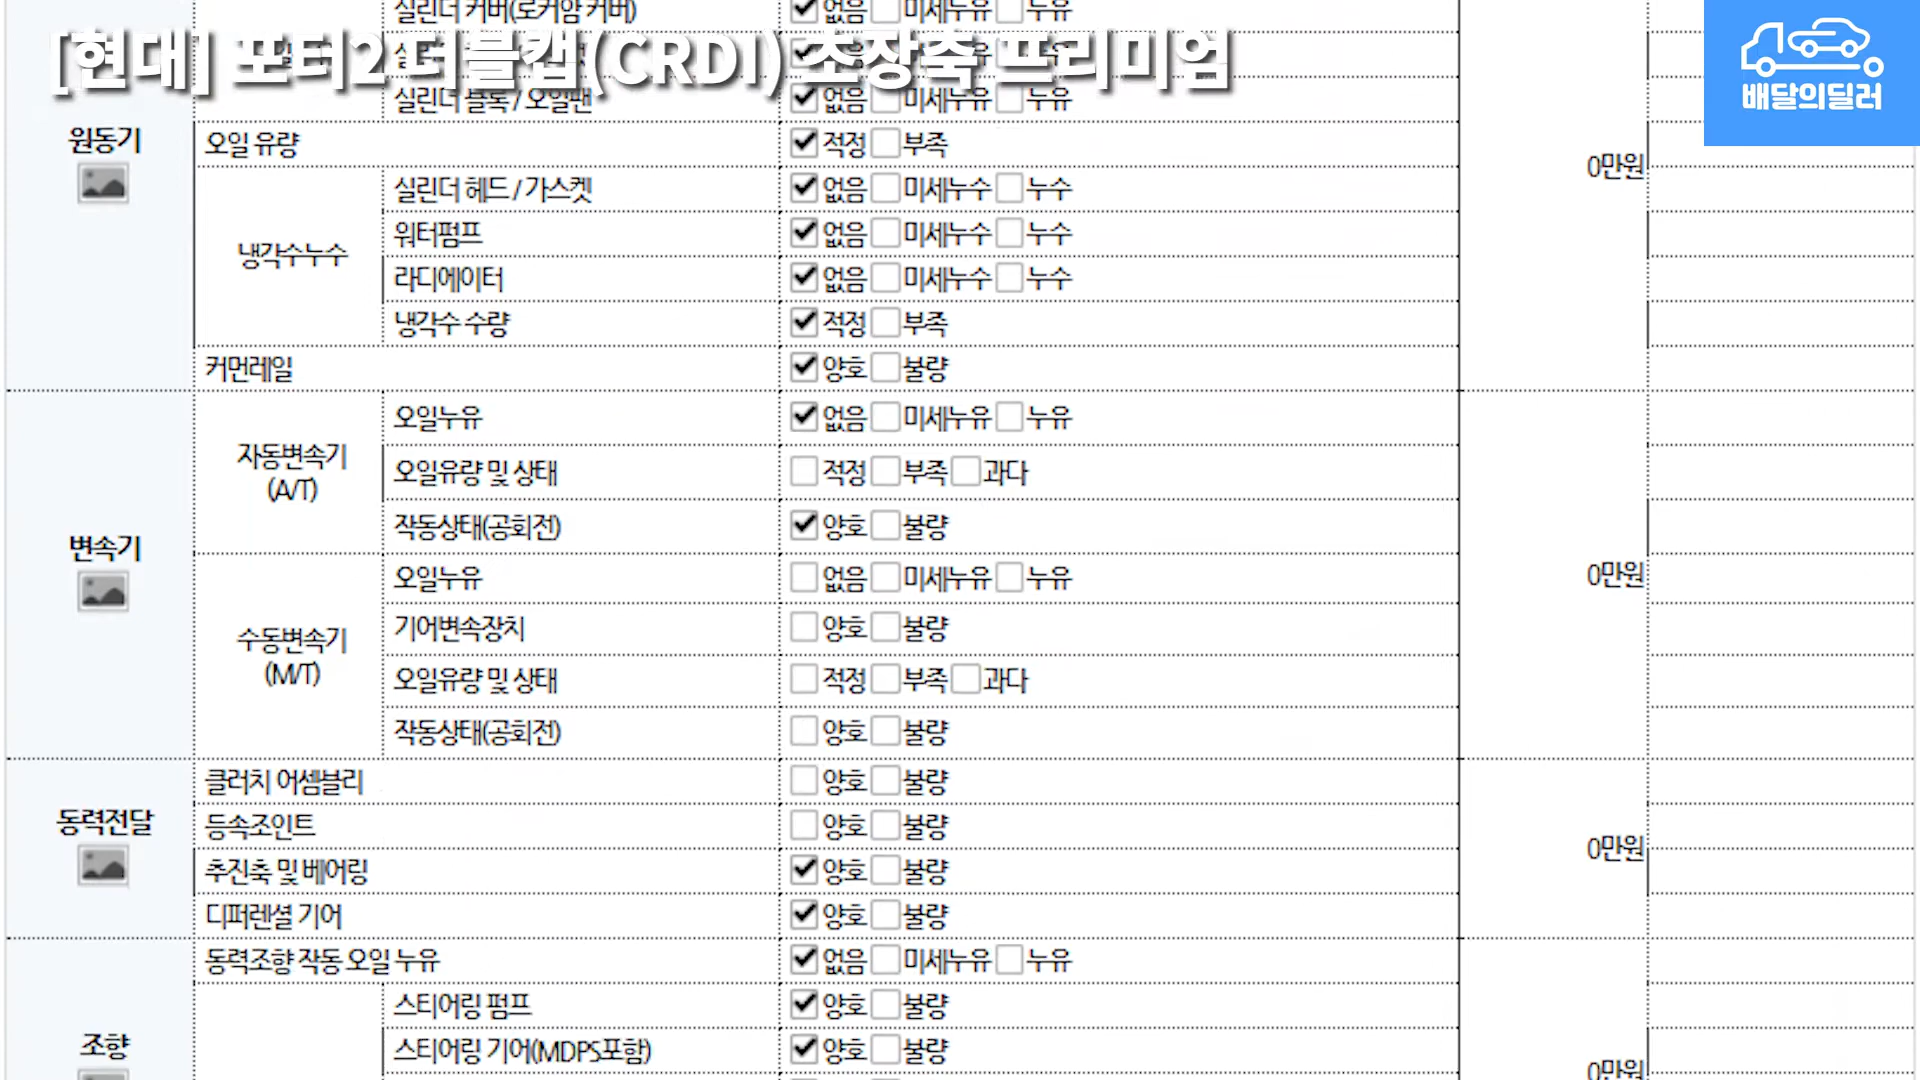 실린더 커버(로커암 커버) 없음 미세누유 누유
[현대] 포터2 더블캡(CRDI) 초장축 프리미엄
배달의딜러
실린더 블록 / 오일팬 없음 미세누유 누유
원동기
오일 유량 적정 부족
0만원
냉각수누수
실린더 헤드 / 가스켓 없음 미세누수 누수
워터펌프 없음 미세누수 누수
라디에이터 없음 미세누수 누수
냉각수 수량 적정 부족
커먼레일 양호 불량
변속기
자동변속기
(A/T)
오일누유 없음 미세누유 누유
오일유량 및 상태 적정 부족 과다
작동상태(공회전) 양호 불량
0만원
수동변속기
(M/T)
오일누유 없음 미세누유 누유
기어변속장치 양호 불량
오일유량 및 상태 적정 부족 과다
작동상태(공회전) 양호 불량
동력전달
클러치 어셈블리 양호 불량
등속조인트 양호 불량
0만원
추진축 및 베어링 양호 불량
디퍼렌셜 기어 양호 불량
조향
동력조향 작동 오일 누유 없음 미세누유 누유
스티어링 펌프 양호 불량
스티어링 기어(MDPS포함) 양호 불량
0만원